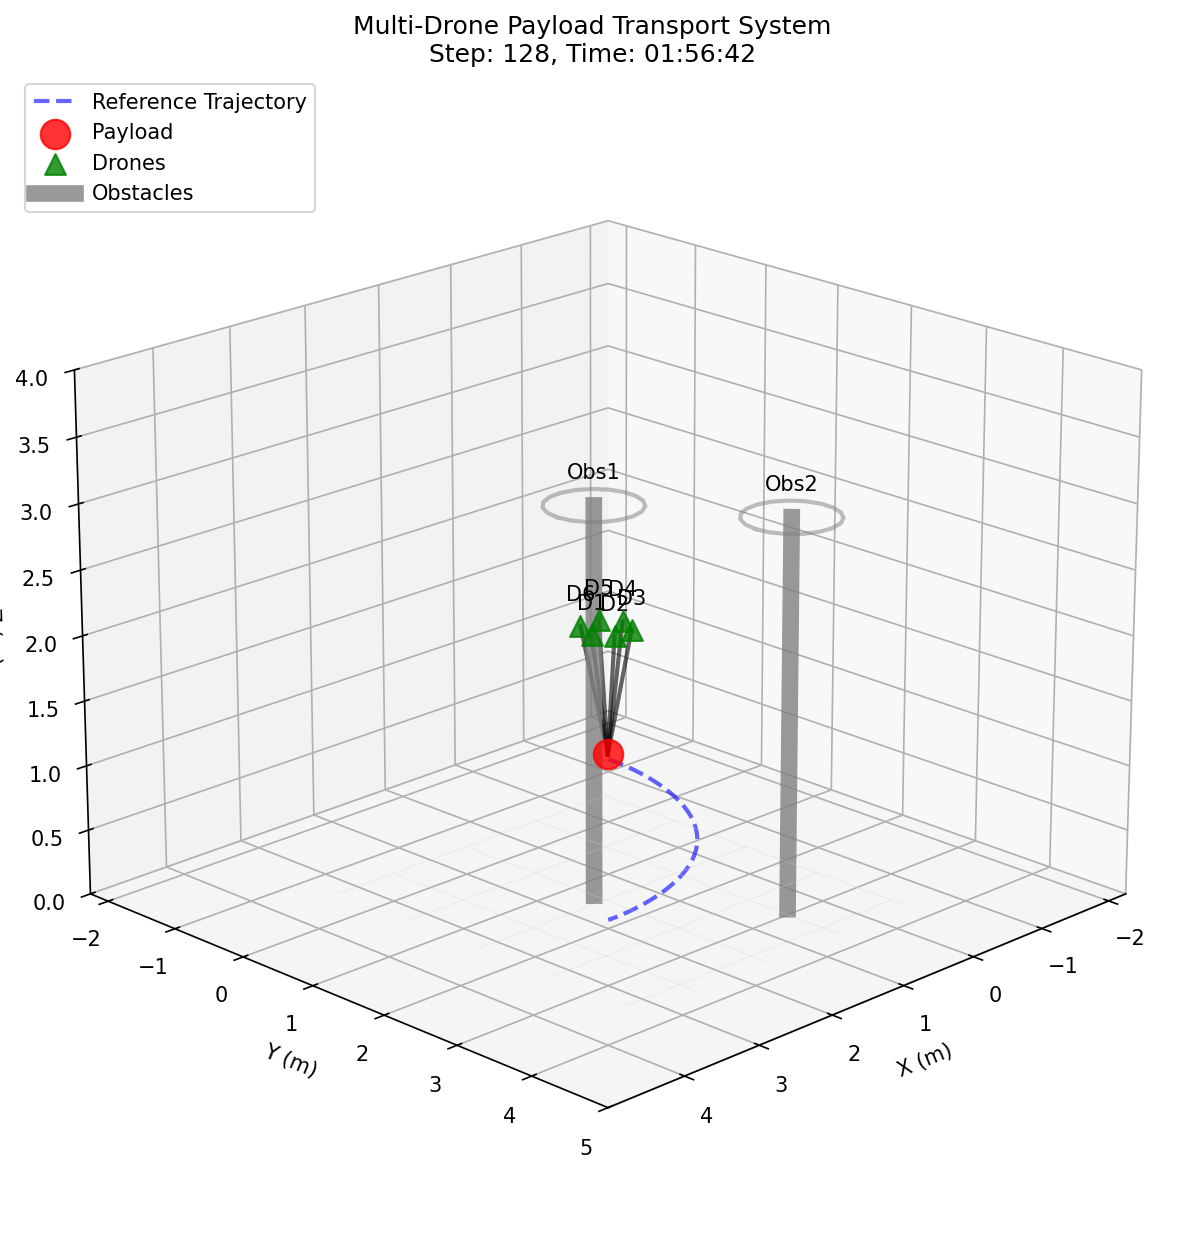 Multi-Drone Payload Transport System
Step: 128, Time: 01:56:42
Reference Trajectory
Payload
Drones
Obstacles
4.0
3.5
3.0
2.5
2.0
1.5
1.0
0.5
0.0
Obs1
Obs2
D5
D4
D6
D3
D1
D2
−2
−1
0
1
2
3
4
5
Y (m)
−2
−1
0
1
2
3
4
X (m)